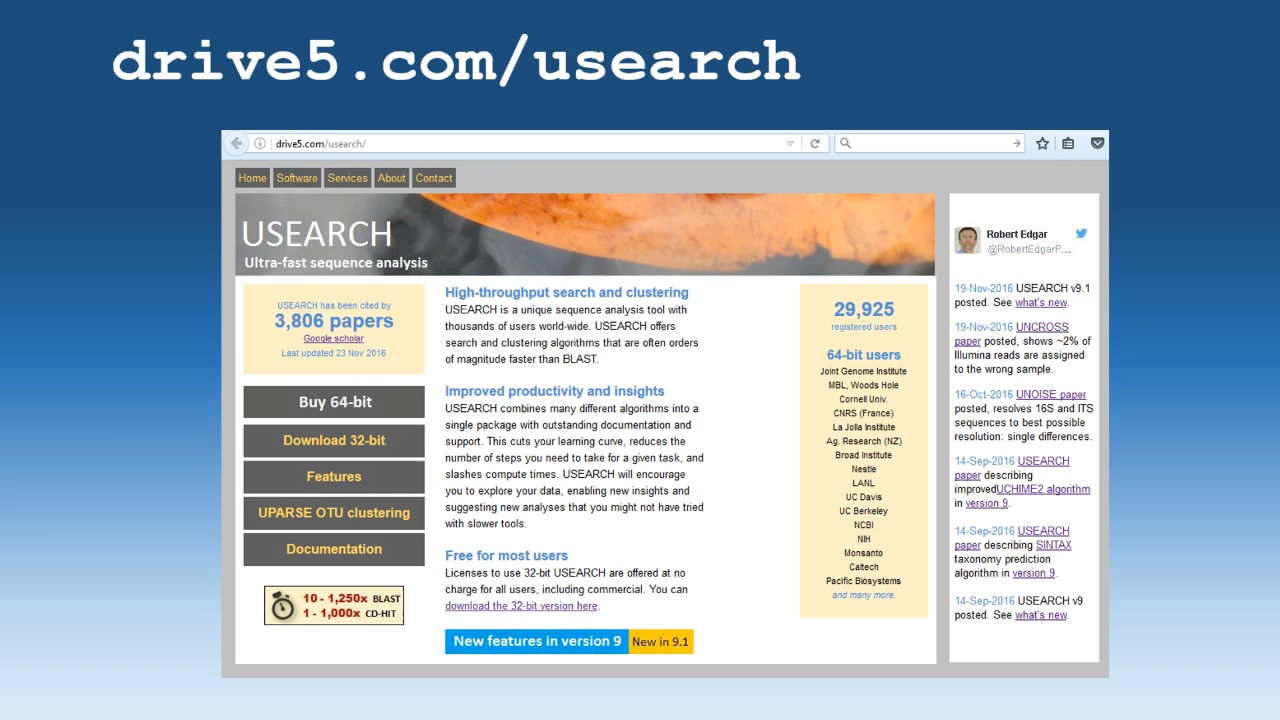 drive5.com/usearch
drive5.com/usearch/
Home Software Services About Contact
USEARCH
Ultra-fast sequence analysis
USEARCH has been cited by
3,806 papers
Google scholar
Last updated 23 Nov 2016
Buy 64-bit
Download 32-bit
Features
UPARSE OTU clustering
Documentation
10 - 1,250x BLAST
1 - 1,000x CD-HIT
High-throughput search and clustering
USEARCH is a unique sequence analysis tool with
thousands of users world-wide. USEARCH offers
search and clustering algorithms that are often orders
of magnitude faster than BLAST.
Improved productivity and insights
USEARCH combines many different algorithms into a
single package with outstanding documentation and
support. This cuts your learning curve, reduces the
number of steps you need to take for a given task, and
slashes compute times. USEARCH will encourage
you to explore your data, enabling new insights and
suggesting new analyses that you might not have tried
with slower tools.
Free for most users
Licenses to use 32-bit USEARCH are offered at no
charge for all users, including commercial. You can
download the 32-bit version here.
New features in version 9 New in 9.1
29,925
registered users
64-bit users
Joint Genome Institute
MBL, Woods Hole
Cornell Univ.
CNRS (France)
La Jolla Institute
Ag. Research (NZ)
Broad Institute
Nestle
LANL
UC Davis
UC Berkeley
NCBI
NIH
Monsanto
Caltech
Pacific Biosystems
and many more.
Robert Edgar
@RobertEdgarP...
19-Nov-2016 USEARCH v9.1
posted. See what's new.
19-Nov-2016 UNCROSS
paper posted, shows ~2% of
Illumina reads are assigned
to the wrong sample.
16-Oct-2016 UNOISE paper
posted, resolves 16S and ITS
sequences to best possible
resolution: single differences.
14-Sep-2016 USEARCH
paper describing
improvedUCHIME2 algorithm
in version 9.
14-Sep-2016 USEARCH
paper describing SINTAX
taxonomy prediction
algorithm in version 9.
14-Sep-2016 USEARCH v9
posted. See what's new.